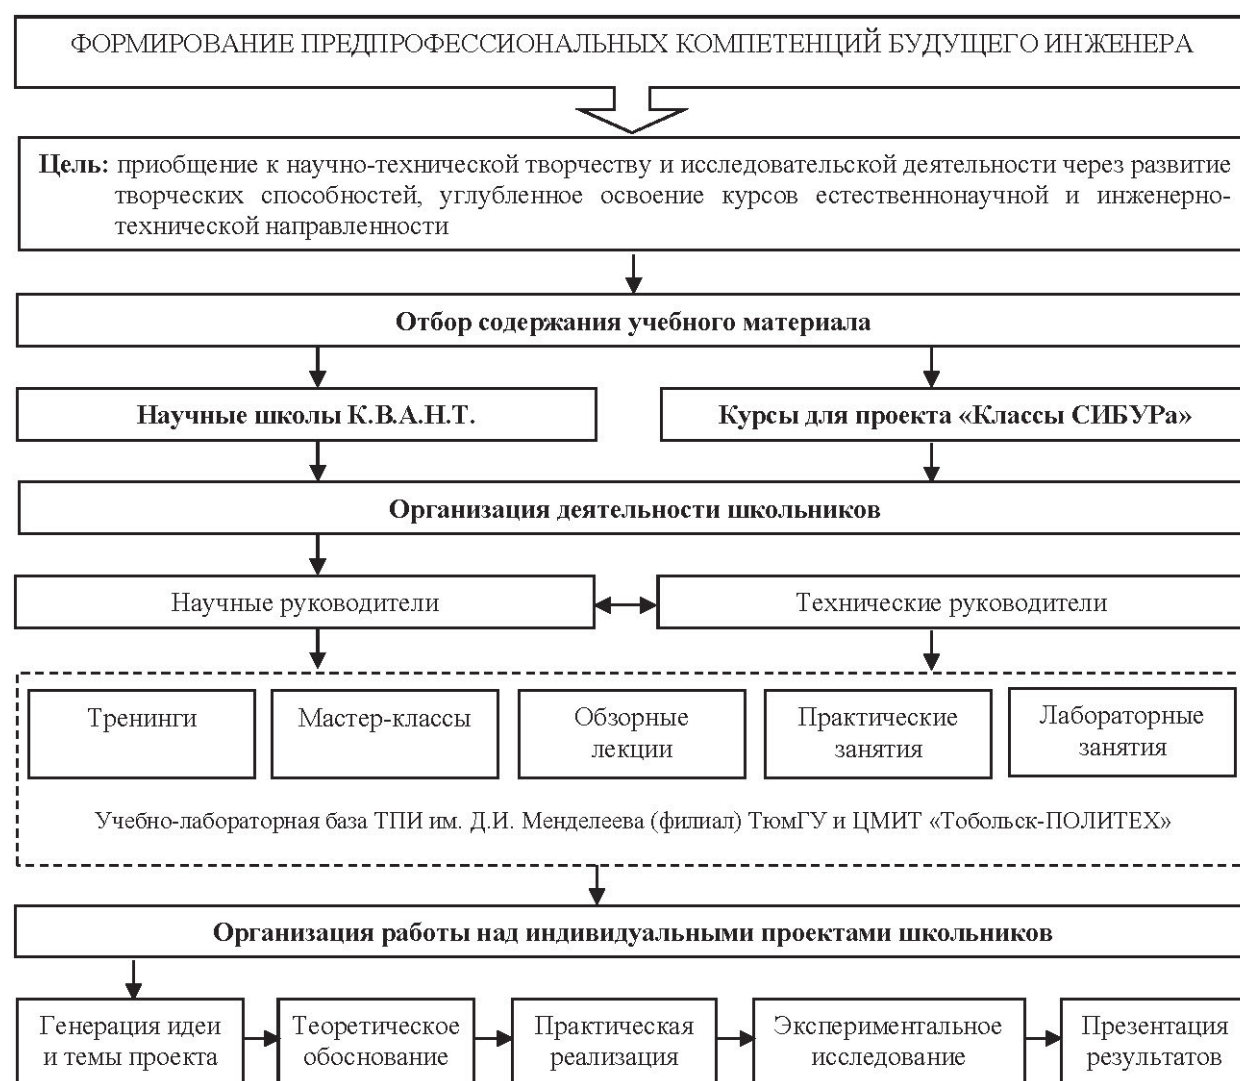 ФОРМИРОВАНИЕ ПРЕДПРОФЕССИОНАЛЬНЫХ КОМПЕТЕНЦИЙ БУДУЩЕГО ИНЖЕНЕРА
Цель: приобщение к научно-технической творчеству и исследовательской деятельности через развитие
творческих способностей, углубленное освоение курсов естественнонаучной и инженерно-
технической направленности
Отбор содержания учебного материала
Научные школы К.В.А.Н.Т.
Курсы для проекта «Классы СИБУРа»
Организация деятельности школьников
Научные руководители
Технические руководители
Тренинги
Мастер-классы
Обзорные
лекции
Практические
занятия
Лабораторные
занятия
Учебно-лабораторная база ТПИ им. Д.И. Менделеева (филиал) ТюмГУ и ЦМИТ «Тобольск-ПОЛИТЕХ»
Организация работы над индивидуальными проектами школьников
Генерация идеи
и темы проекта
Теоретическое
обоснование
Практическая
реализация
Экспериментальное
исследование
Презентация
результатов